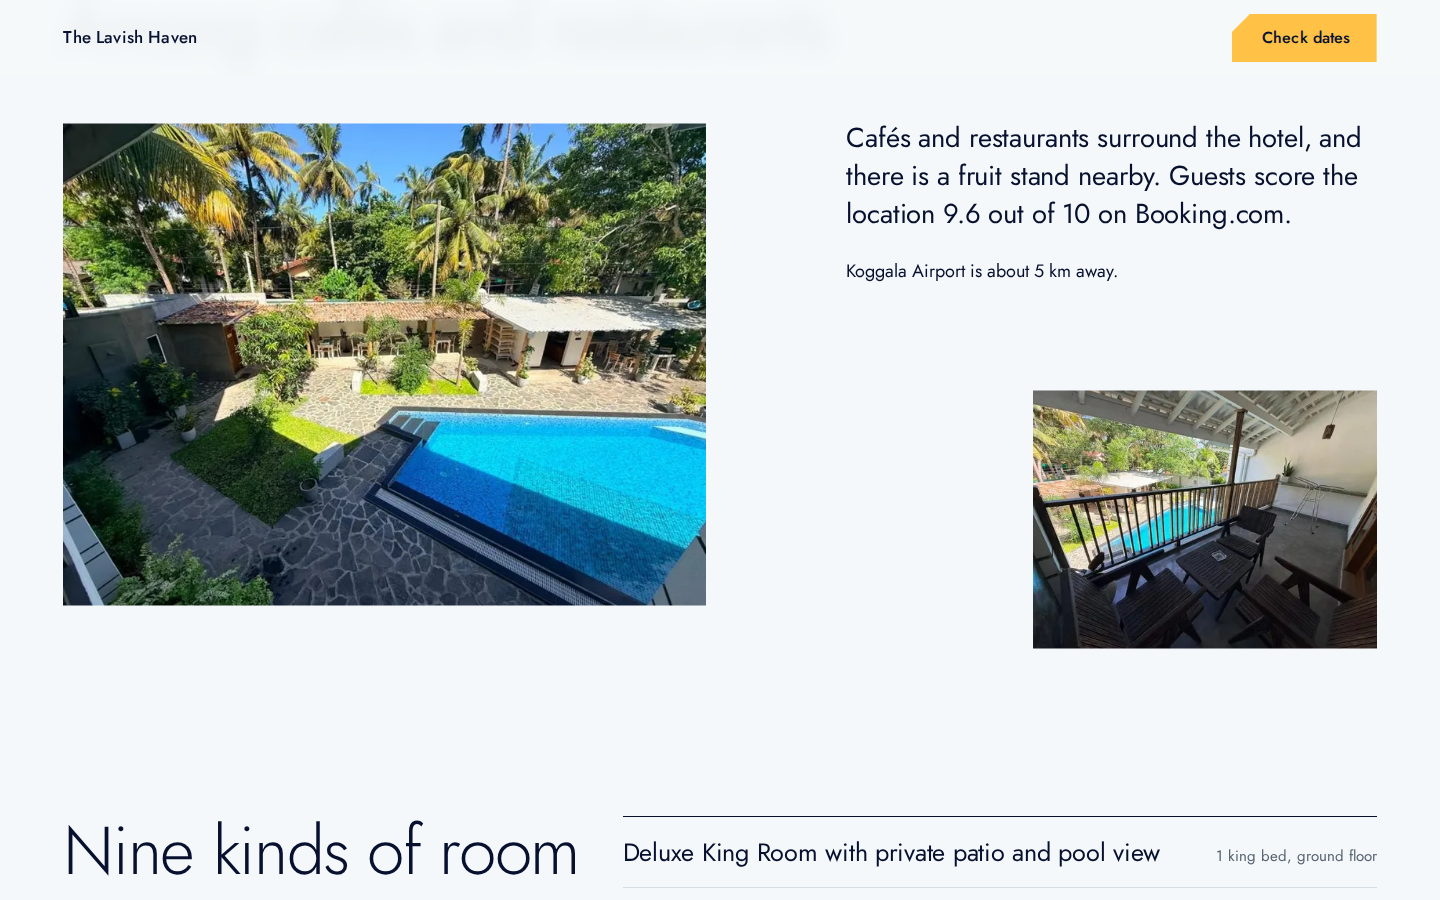 The Lavish Haven
Check dates
Cafés and restaurants surround the hotel, and
there is a fruit stand nearby. Guests score the
location 9.6 out of 10 on Booking.com.
Koggala Airport is about 5 km away.
Nine kinds of room
Deluxe King Room with private patio and pool view
1 king bed, ground floor